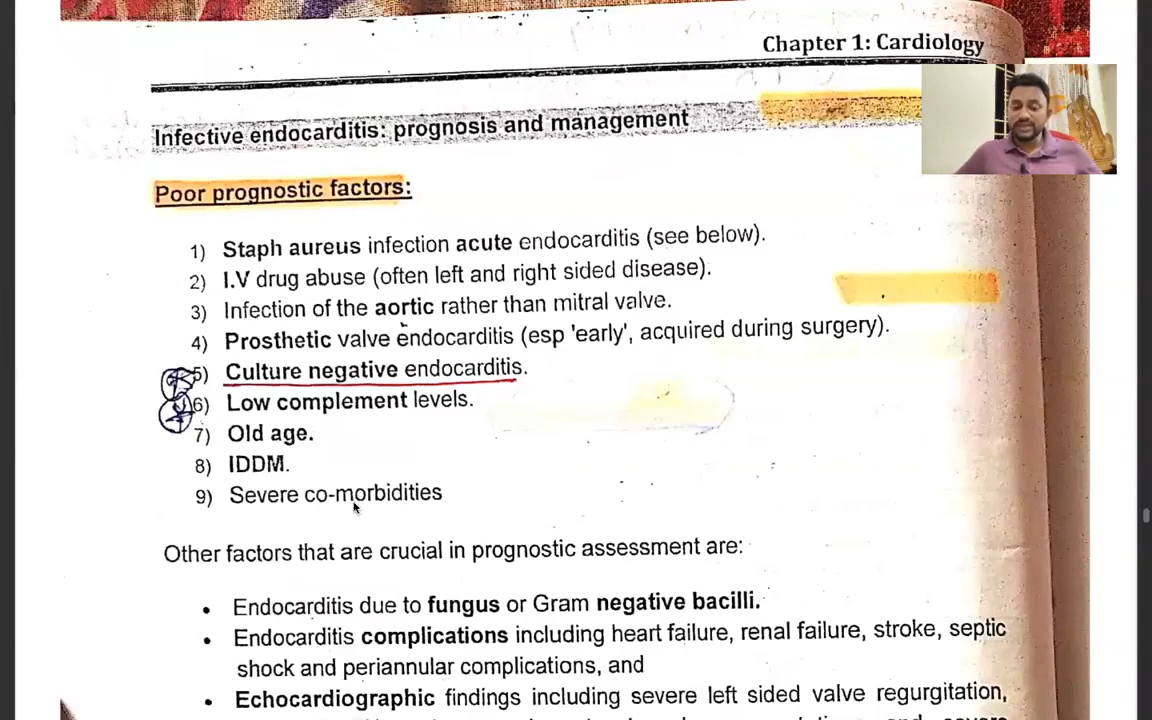 Chapter 1: Cardiology
Infective endocarditis: prognosis and management
Poor prognostic factors:
1) Staph aureus infection acute endocarditis (see below).
2) I.V drug abuse (often left and right sided disease).
3) Infection of the aortic rather than mitral valve.
4) Prosthetic valve endocarditis (esp 'early', acquired during surgery).
5) Culture negative endocarditis.
6) Low complement levels.
7) Old age.
8) IDDM.
9) Severe co-morbidities
Other factors that are crucial in prognostic assessment are:
• Endocarditis due to fungus or Gram negative bacilli.
• Endocarditis complications including heart failure, renal failure, stroke, septic
shock and periannular complications, and
• Echocardiographic findings including severe left sided valve regurgitation,